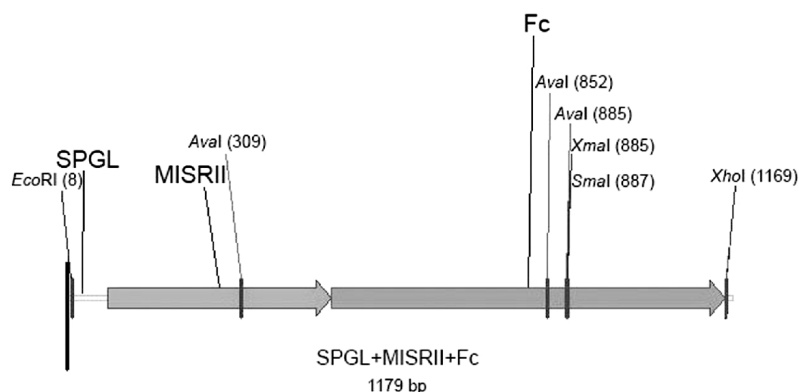 Fc
AvaI (852)
AvaI (309)
AvaI (885)
SPGL
XmaI (885)
MISRII
EcoRI (8)
SmaI (887)
XhoI (1169)
SPGL+MISRII+Fc
1179 bp